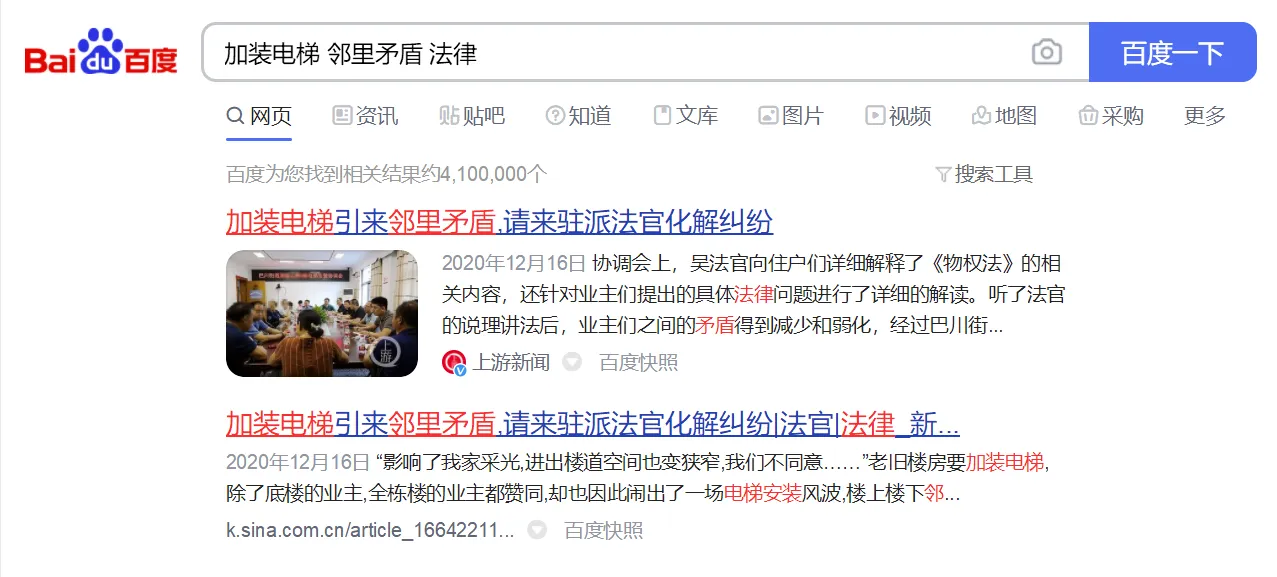 Bai du 百度
加装电梯 邻里矛盾 法律
百度一下
网页 资讯 贴吧 知道 文库 图片 视频 地图 采购 更多
百度为您找到相关结果约4,100,000个
搜索工具
加装电梯引来邻里矛盾,请来驻派法官化解纠纷
2020年12月16日 协调会上，吴法官向住户们详细解释了《物权法》的相
关内容，还针对业主们提出的具体法律问题进行了详细的解读。听了法官
的说理讲法后，业主们之间的矛盾得到减少和弱化，经过巴川街...
上游新闻 百度快照
加装电梯引来邻里矛盾,请来驻派法官化解纠纷|法官|法律_新...
2020年12月16日 “影响了我家采光,进出楼道空间也变狭窄,我们不同意……”老旧楼房要加装电梯,
除了底楼的业主,全栋楼的业主都赞同,却也因此闹出了一场电梯安装风波,楼上楼下邻...
k.sina.com.cn/article_16642211... 百度快照